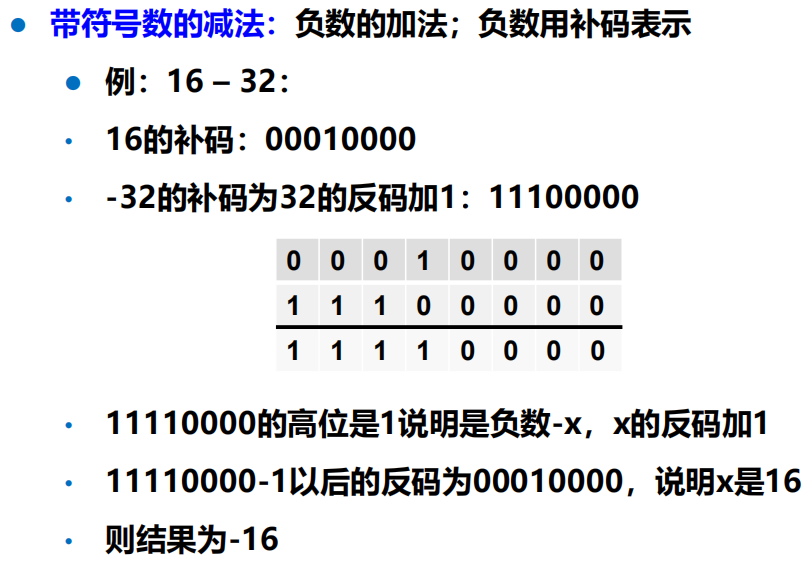 带符号数的减法：负数的加法；负数用补码表示
例：16 – 32：
16的补码：00010000
-32的补码为32的反码加1：11100000
0 0 0 1 0 0 0 0
1 1 1 0 0 0 0 0
1 1 1 1 0 0 0 0
11110000的高位是1说明是负数-x，x的反码加1
11110000-1以后的反码为00010000，说明x是16
则结果为-16